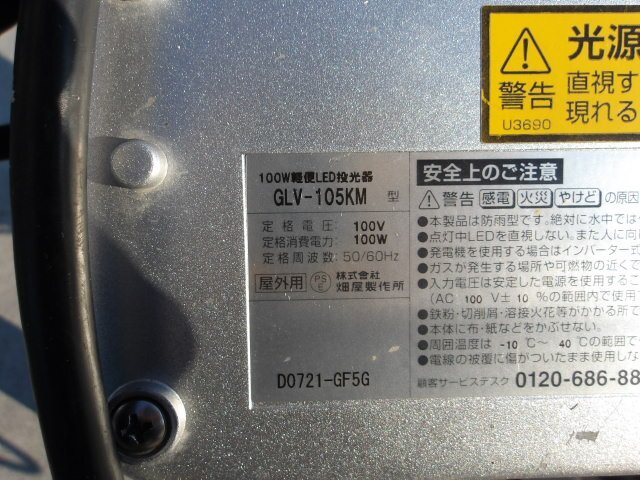 光源
警告
直視す
現れる
U3690
100W軽便LED投光器
GLV-105KM 型
定格電圧: 100V
定格消費電力: 100W
定格周波数: 50/60Hz
屋外用 PS E 株式会社 畑屋製作所
D0721-GF5G
安全上のご注意
警告 感電 火災 やけど の原因
●本製品は防雨型です。絶対に水中では
●点灯中LEDを直視しない。また人に向
●発電機を使用する場合はインバーター式
●ガスが発生する場所や可燃物の近くで
●入力電圧は安定した電源を使用するこ
(AC 100 V± 10 %の範囲内で使用
●鉄粉・切削屑・溶接火花等がかかる所で
●本体に布・紙などをかぶせない。
●周囲温度は -10 ℃～ 40 ℃の範囲で
●電線の被覆に傷がついたまま使用しな
顧客サービスデスク 0120-686-88